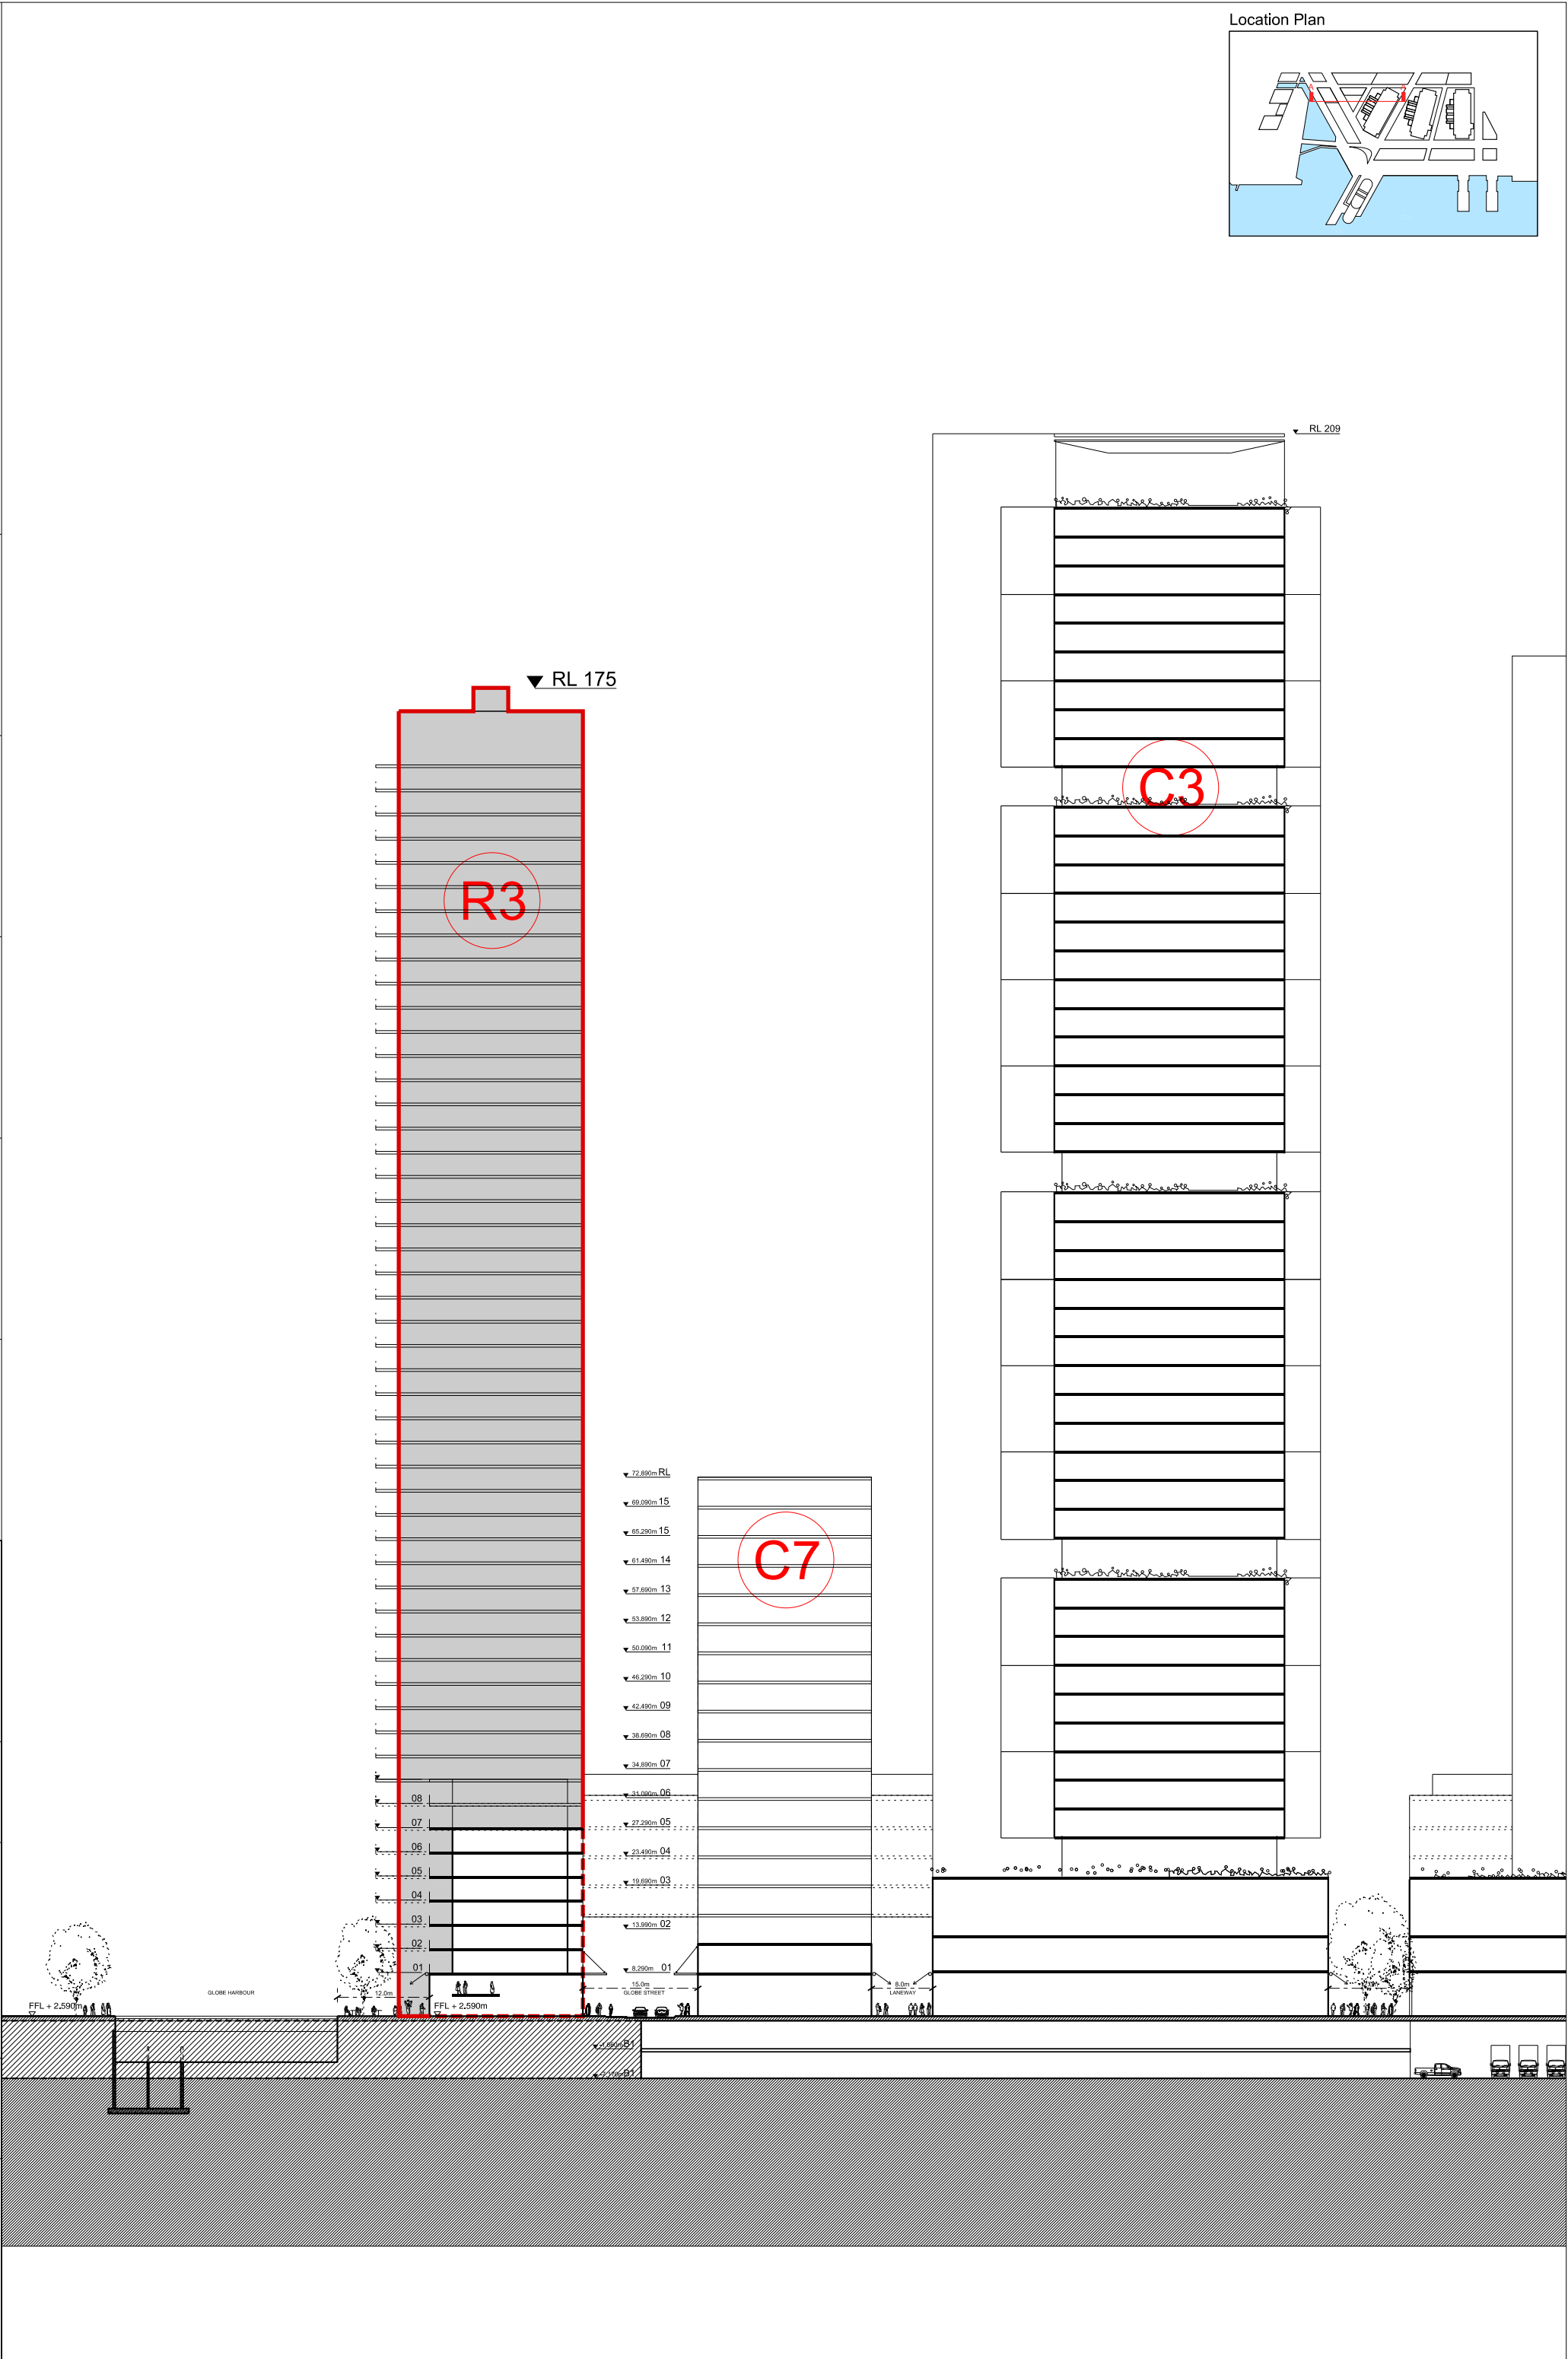 Location Plan
A
RL 209
RL 175
C3
R3
72.890m RL
69.090m 15
65.290m 15
C7
61.490m 14
57.690m 13
53.890m 12
50.090m 11
46.290m 10
42.490m 09
38.690m 08
34.890m 07
31.090m 06
08
27.290m 05
07
23.490m 04
06
19.690m 03
05
04
13.990m 02
03
02
8.290m 01
01
15.0m
8.0m
GLOBE HARBOUR
12.0m
GLOBE STREET
LANEWAY
FFL + 2.590m
FFL + 2.590m
B1
B1